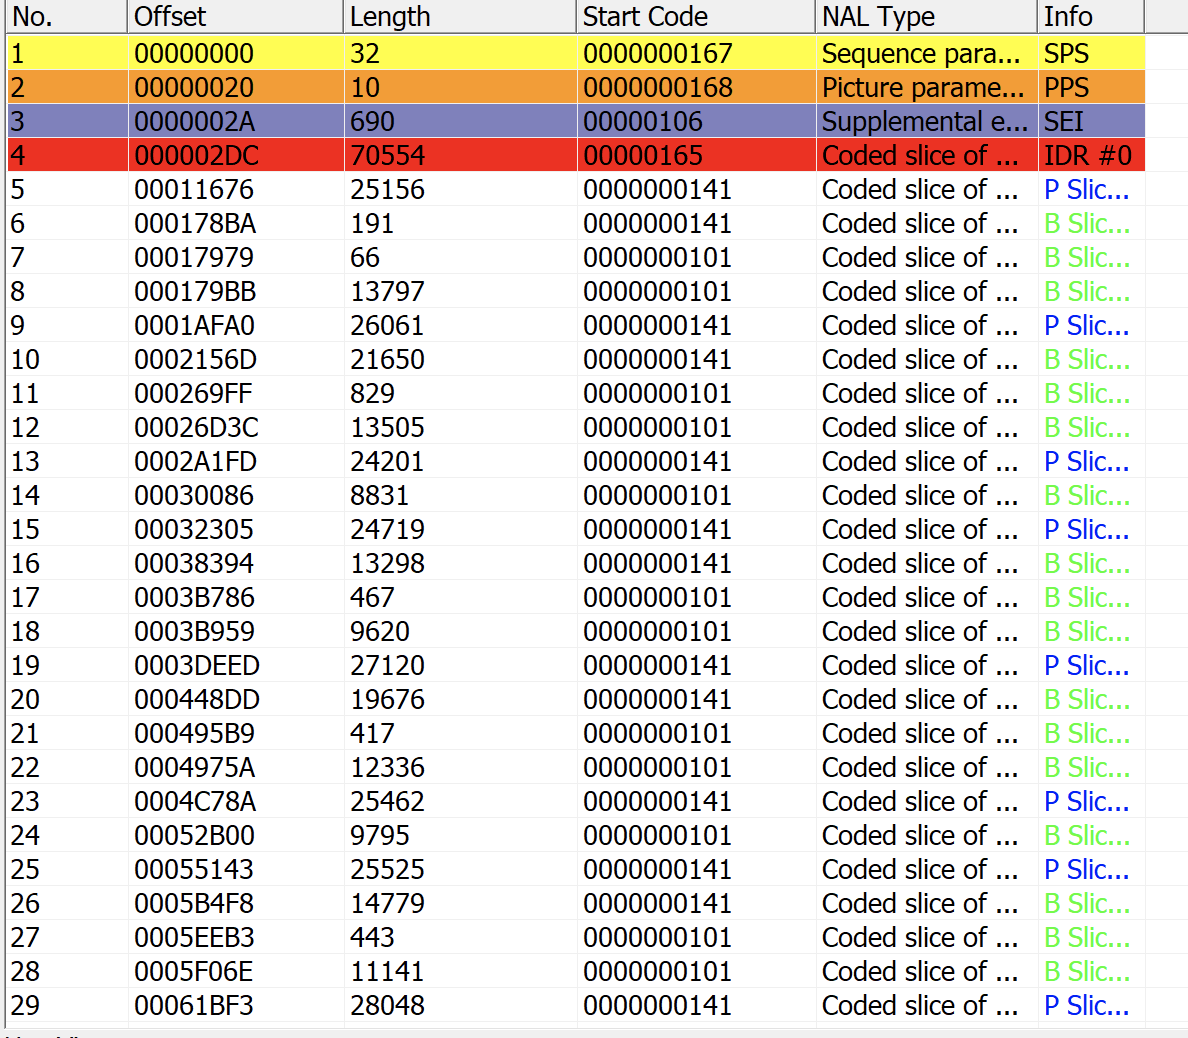 No. Offset Length Start Code NAL Type Info
1 00000000 32 0000000167 Sequence para... SPS
2 00000020 10 0000000168 Picture parame... PPS
3 0000002A 690 00000106 Supplemental e... SEI
4 000002DC 70554 00000165 Coded slice of ... IDR #0
5 00011676 25156 0000000141 Coded slice of ... P Slic...
6 000178BA 191 0000000141 Coded slice of ... B Slic...
7 00017979 66 0000000101 Coded slice of ... B Slic...
8 000179BB 13797 0000000101 Coded slice of ... B Slic...
9 0001AFA0 26061 0000000141 Coded slice of ... P Slic...
10 0002156D 21650 0000000141 Coded slice of ... B Slic...
11 000269FF 829 0000000101 Coded slice of ... B Slic...
12 00026D3C 13505 0000000101 Coded slice of ... B Slic...
13 0002A1FD 24201 0000000141 Coded slice of ... P Slic...
14 00030086 8831 0000000101 Coded slice of ... B Slic...
15 00032305 24719 0000000141 Coded slice of ... P Slic...
16 00038394 13298 0000000141 Coded slice of ... B Slic...
17 0003B786 467 0000000101 Coded slice of ... B Slic...
18 0003B959 9620 0000000101 Coded slice of ... B Slic...
19 0003DEED 27120 0000000141 Coded slice of ... P Slic...
20 000448DD 19676 0000000141 Coded slice of ... B Slic...
21 000495B9 417 0000000101 Coded slice of ... B Slic...
22 0004975A 12336 0000000101 Coded slice of ... B Slic...
23 0004C78A 25462 0000000141 Coded slice of ... P Slic...
24 00052B00 9795 0000000101 Coded slice of ... B Slic...
25 00055143 25525 0000000141 Coded slice of ... P Slic...
26 0005B4F8 14779 0000000141 Coded slice of ... B Slic...
27 0005EEB3 443 0000000101 Coded slice of ... B Slic...
28 0005F06E 11141 0000000101 Coded slice of ... B Slic...
29 00061BF3 28048 0000000141 Coded slice of ... P Slic...